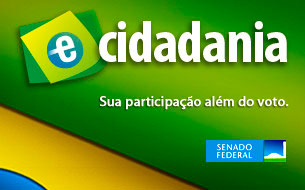 e cidadania
Sua participação além do voto.
SENADO
FEDERAL